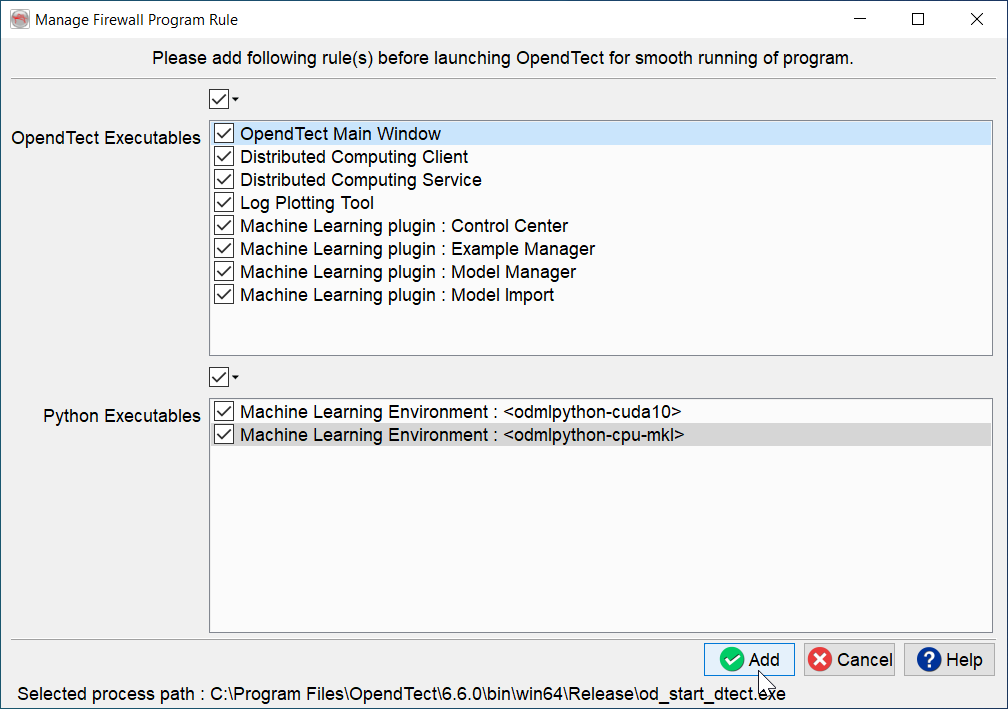 Manage Firewall Program Rule
Please add following rule(s) before launching OpendTect for smooth running of program.
OpendTect Executables
OpendTect Main Window
Distributed Computing Client
Distributed Computing Service
Log Plotting Tool
Machine Learning plugin : Control Center
Machine Learning plugin : Example Manager
Machine Learning plugin : Model Manager
Machine Learning plugin : Model Import
Python Executables
Machine Learning Environment : <odmlpython-cuda10>
Machine Learning Environment : <odmlpython-cpu-mkl>
Add
Cancel
Help
Selected process path : C:\Program Files\OpendTect\6.6.0\bin\win64\Release\od_start_dtect.exe